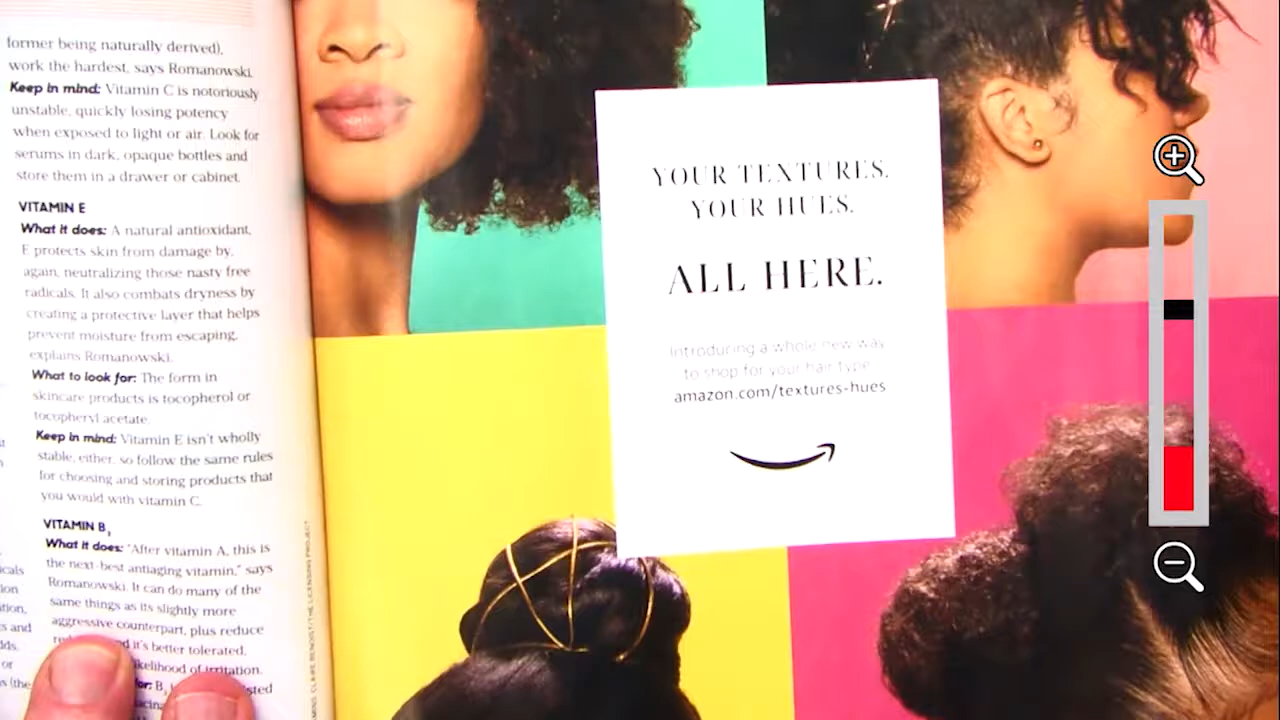 former being naturally derived),
work the hardest, says Romanowski.
Keep in mind: Vitamin C is notoriously
unstable, quickly losing potency
when exposed to light or air. Look for
serums in dark, opaque bottles and
store them in a drawer or cabinet.
VITAMIN E
What it does: A natural antioxidant,
E protects skin from damage by,
again, neutralizing those nasty free
radicals. It also combats dryness by
creating a protective layer that helps
prevent moisture from escaping,
explains Romanowski.
What to look for: The form in
skincare products is tocopherol or
tocopheryl acetate.
Keep in mind: Vitamin E isn't wholly
stable, either, so follow the same rules
for choosing and storing products that
you would with vitamin C.
VITAMIN B3
What it does: "After vitamin A, this is
the next-best antiaging vitamin," says
Romanowski. It can do many of the
same things as its slightly more
aggressive counterpart, plus reduce
it's better tolerated,
of irritation.
YOUR TEXTURES.
YOUR HUES.
ALL HERE.
Introducing a whole new way
to shop for your hair type
amazon.com/textures-hues